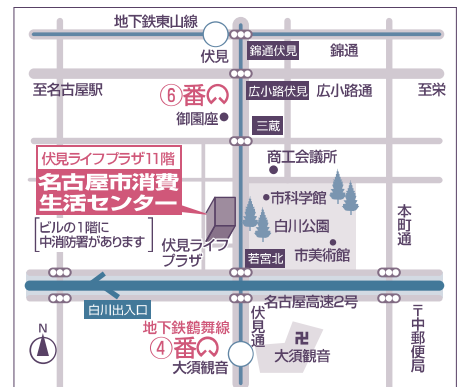 地下鉄東山線
伏見
錦通伏見
錦通
至名古屋駅
⑥番
広小路伏見
広小路通
至栄
御園座
三蔵
商工会議所
伏見ライフプラザ11階
名古屋市消費
生活センター
ビルの1階に
中消防署があります
伏見ライフ
プラザ
市科学館
白川公園
市美術館
若宮北
本町通
白川出入口
名古屋高速2号
伏見通
地下鉄鶴舞線
④番
大須観音
卍
大須観音
〒中郵便局
N